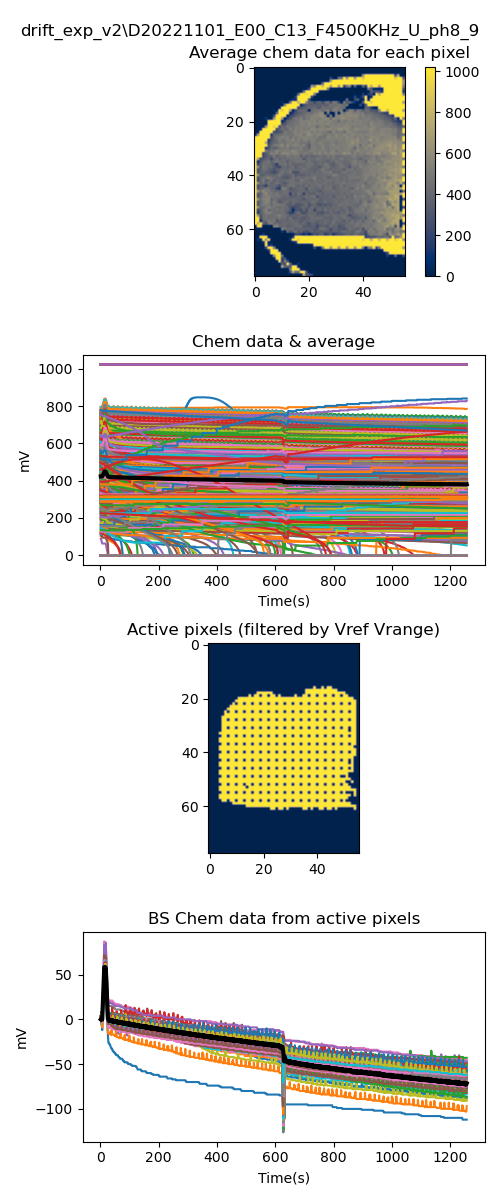 drift_exp_v2\D20221101_E00_C13_F4500KHz_U_ph8_9
Average chem data for each pixel
0
20
40
60
0 20 40
1000
800
600
400
200
0
Chem data & average
1000
800
600
400
200
0
mV
0 200 400 600 800 1000 1200
Time(s)
Active pixels (filtered by Vref Vrange)
0
20
40
60
0 20 40
BS Chem data from active pixels
50
0
−50
−100
mV
0 200 400 600 800 1000 1200
Time(s)